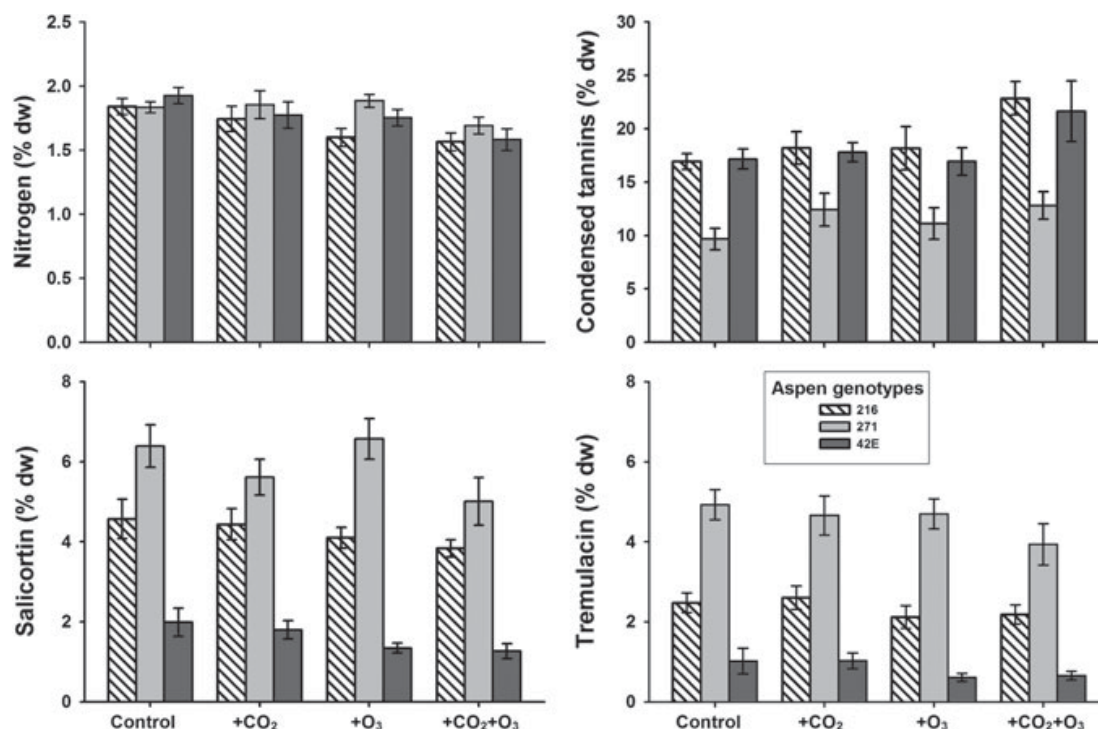 Nitrogen (% dw)
2.5
2.0
1.5
1.0
0.5
0.0
Condensed tannins (% dw)
30
25
20
15
10
5
0
Salicortin (% dw)
8
6
4
2
0
Control
+CO₂
+O₃
+CO₂+O₃
Tremulacin (% dw)
8
6
4
2
0
Aspen genotypes
216
271
42E
Control
+CO₂
+O₃
+CO₂+O₃